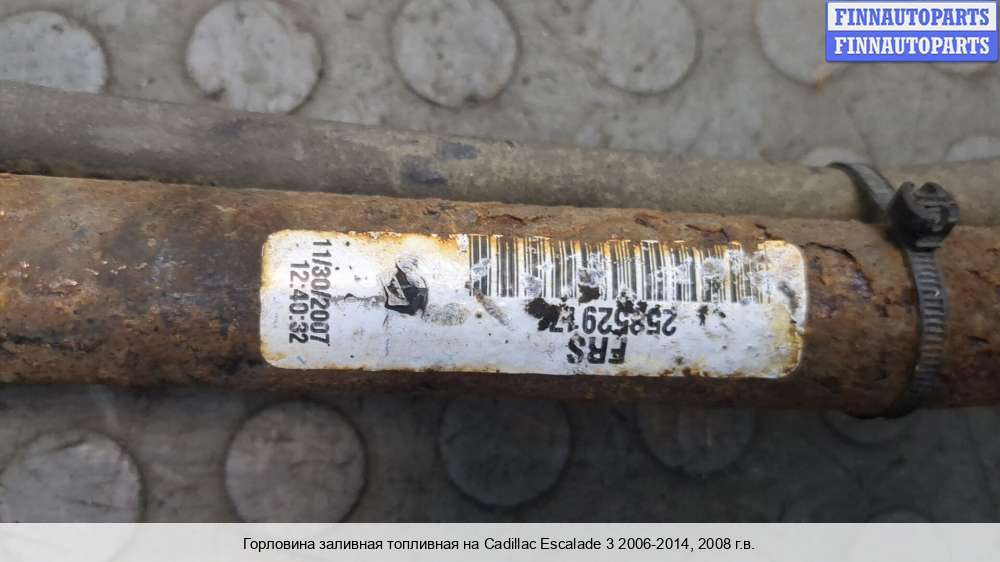 FINNAUTOPARTS
FINNAUTOPARTS
11/30/2007
12:40:32
FRS
Горловина заливная топливная на Cadillac Escalade 3 2006-2014, 2008 г.в.